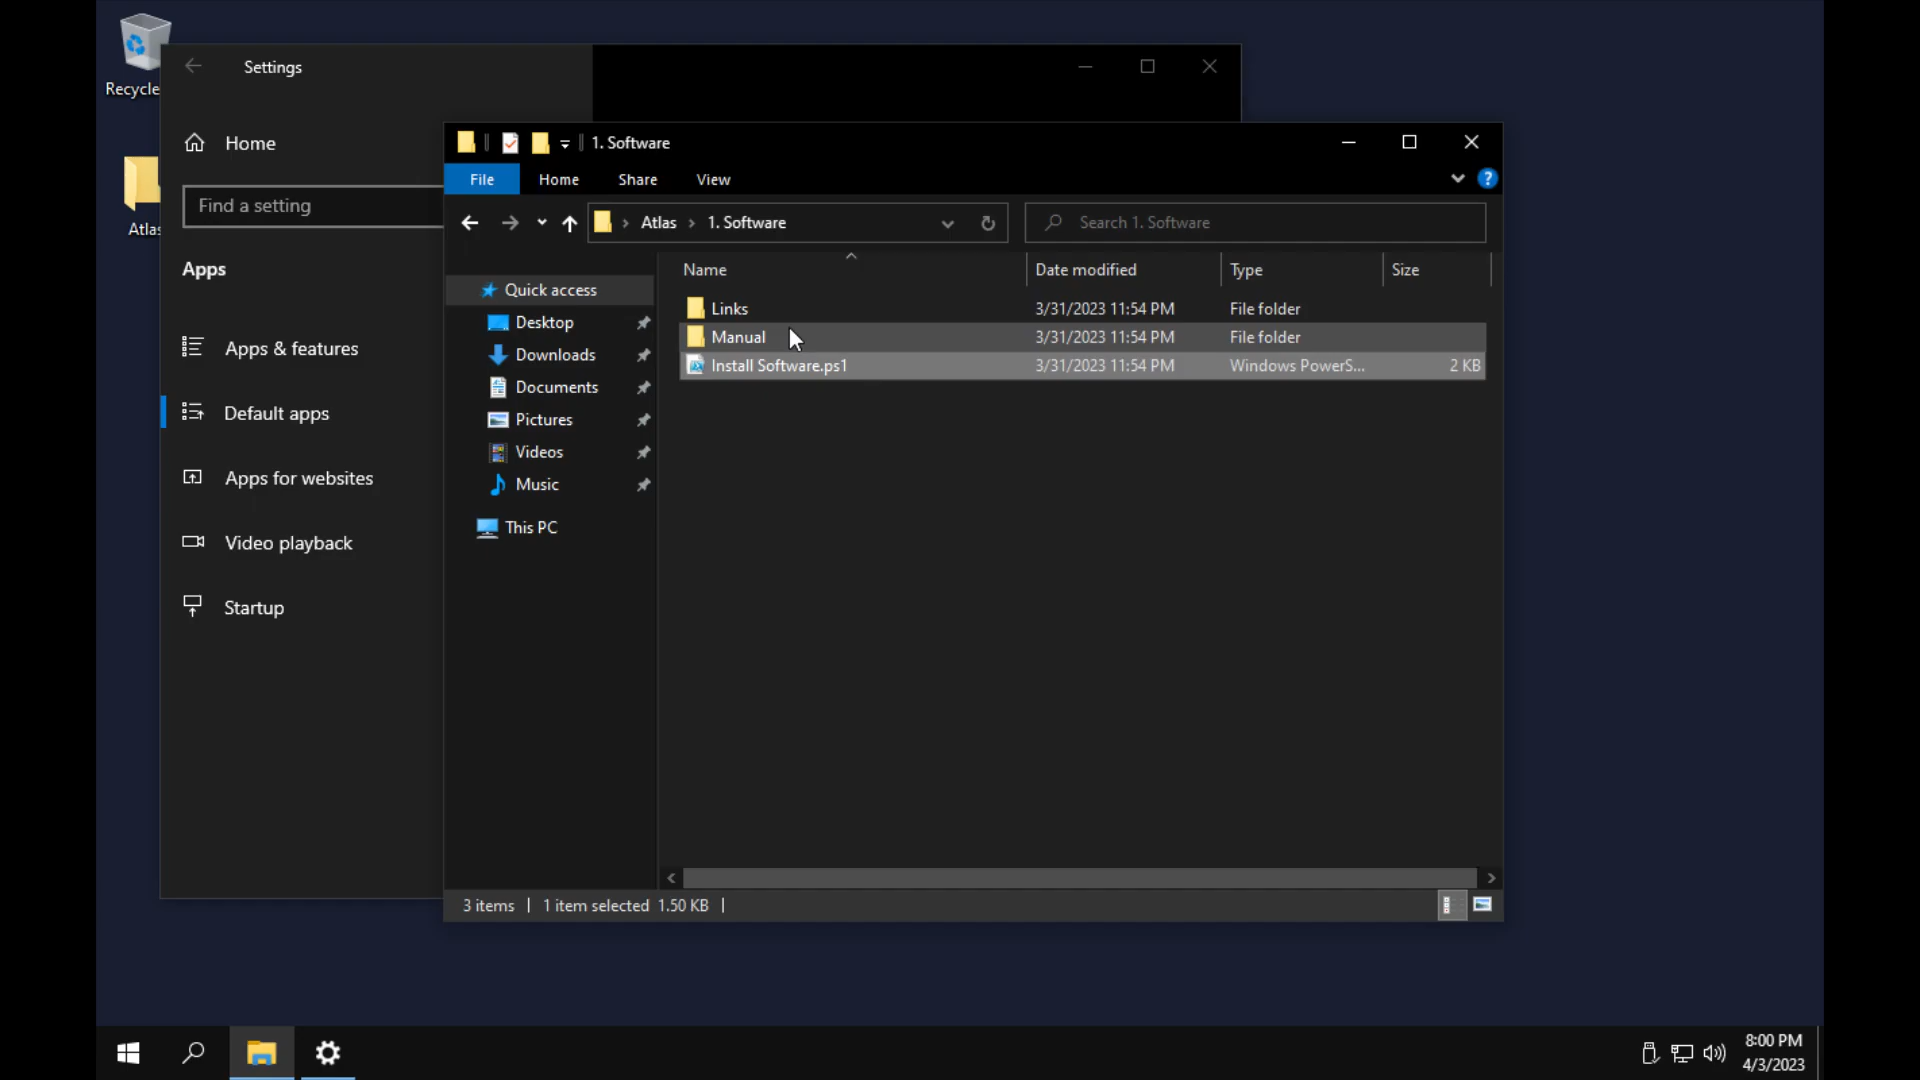 Recycle
Atlas
Settings
Home
Find a setting
Apps
Apps & features
Default apps
Apps for websites
Video playback
Startup
1. Software
File Home Share View
Atlas 1. Software
Search 1. Software
Quick access
Desktop
Downloads
Documents
Pictures
Videos
Music
This PC
Name Date modified Type Size
Links 3/31/2023 11:54 PM File folder
Manual 3/31/2023 11:54 PM File folder
Install Software.ps1 3/31/2023 11:54 PM Windows PowerS... 2 KB
3 items 1 item selected 1.50 KB
8:00 PM
4/3/2023